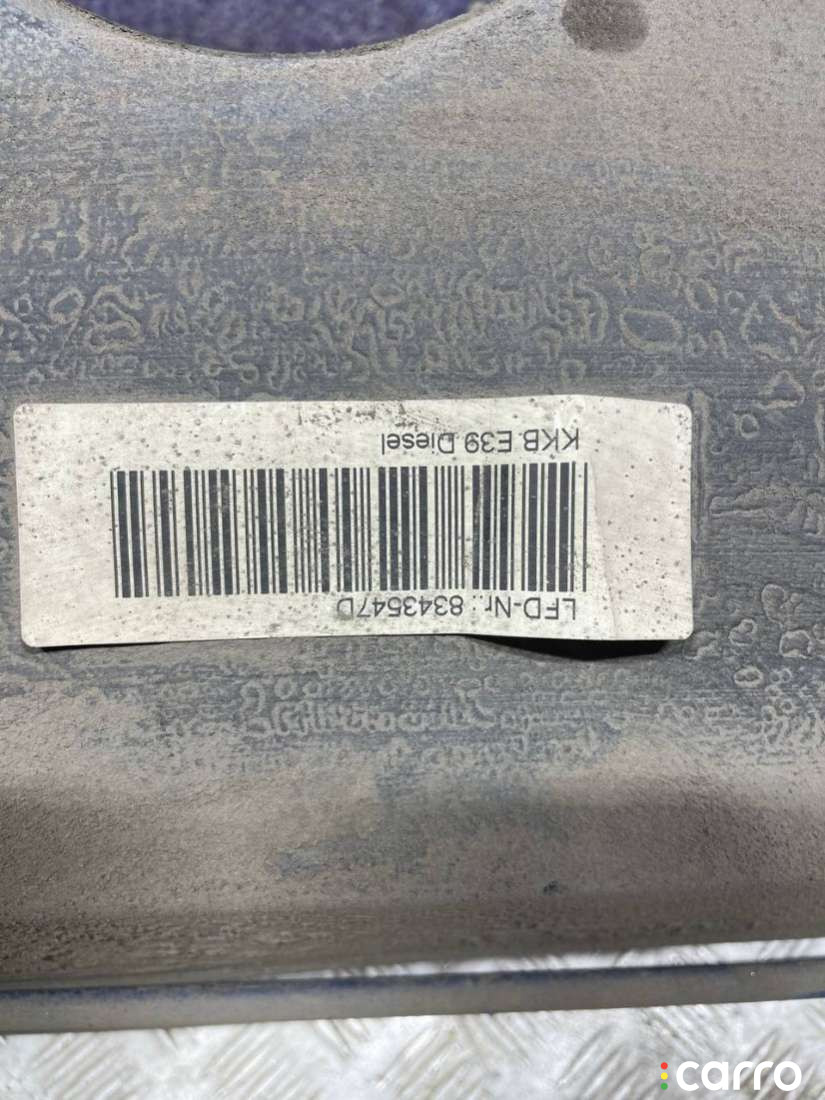 LFD-Nr.: 8343547D
KKB E39 Diesel
carro